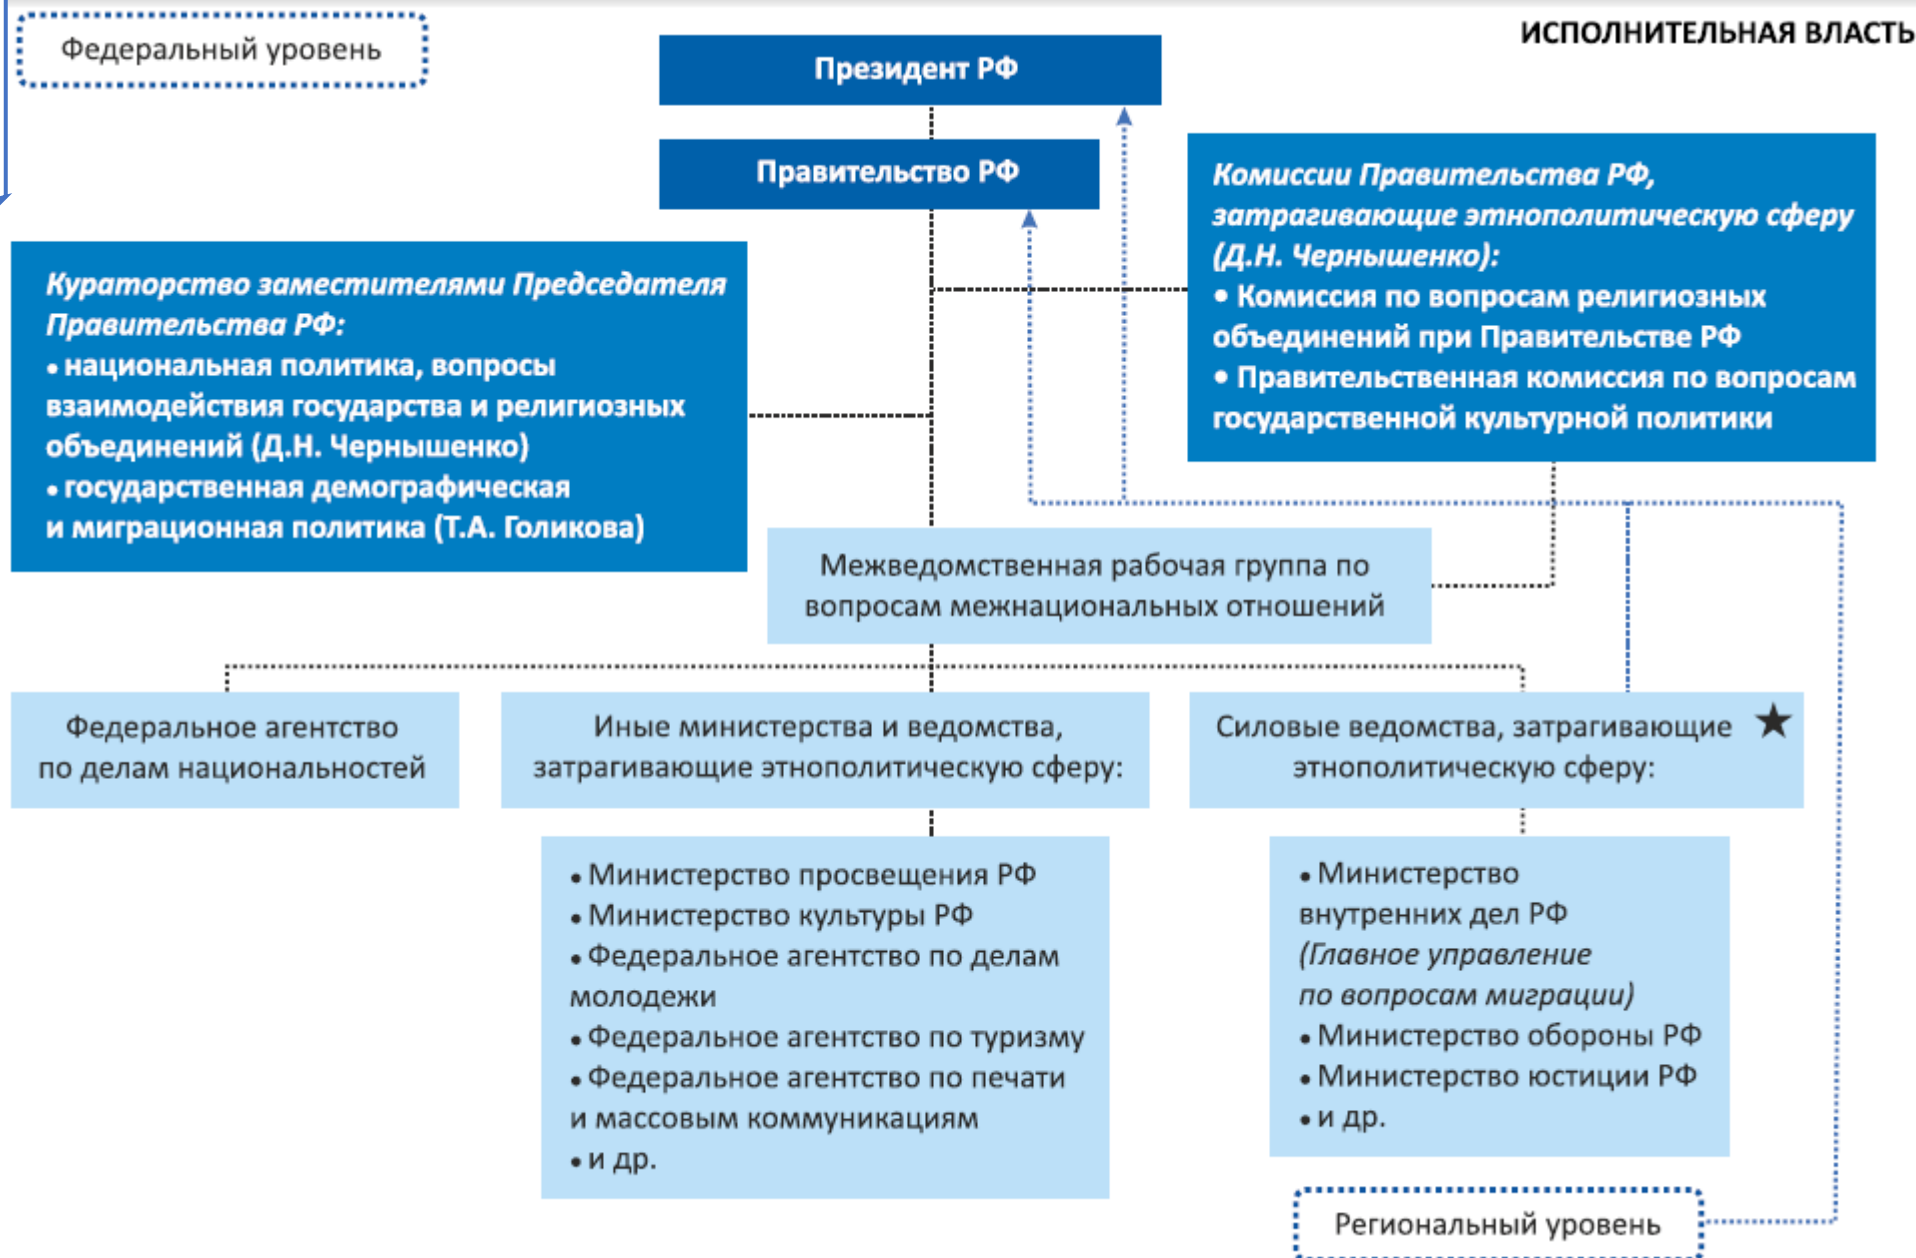 Федеральный уровень
ИСПОЛНИТЕЛЬНАЯ ВЛАСТЬ
Президент РФ
Правительство РФ
Комиссии Правительства РФ,
затрагивающие этнополитическую сферу
(Д.Н. Чернышенко):
• Комиссия по вопросам религиозных
объединений при Правительстве РФ
• Правительственная комиссия по вопросам
государственной культурной политики
Кураторство заместителями Председателя
Правительства РФ:
• национальная политика, вопросы
взаимодействия государства и религиозных
объединений (Д.Н. Чернышенко)
• государственная демографическая
и миграционная политика (Т.А. Голикова)
Межведомственная рабочая группа по
вопросам межнациональных отношений
Федеральное агентство
по делам национальностей
Иные министерства и ведомства,
затрагивающие этнополитическую сферу:
Силовые ведомства, затрагивающие
этнополитическую сферу:
• Министерство просвещения РФ
• Министерство культуры РФ
• Федеральное агентство по делам
молодежи
• Федеральное агентство по туризму
• Федеральное агентство по печати
и массовым коммуникациям
• и др.
• Министерство
внутренних дел РФ
(Главное управление
по вопросам миграции)
• Министерство обороны РФ
• Министерство юстиции РФ
• и др.
Региональный уровень